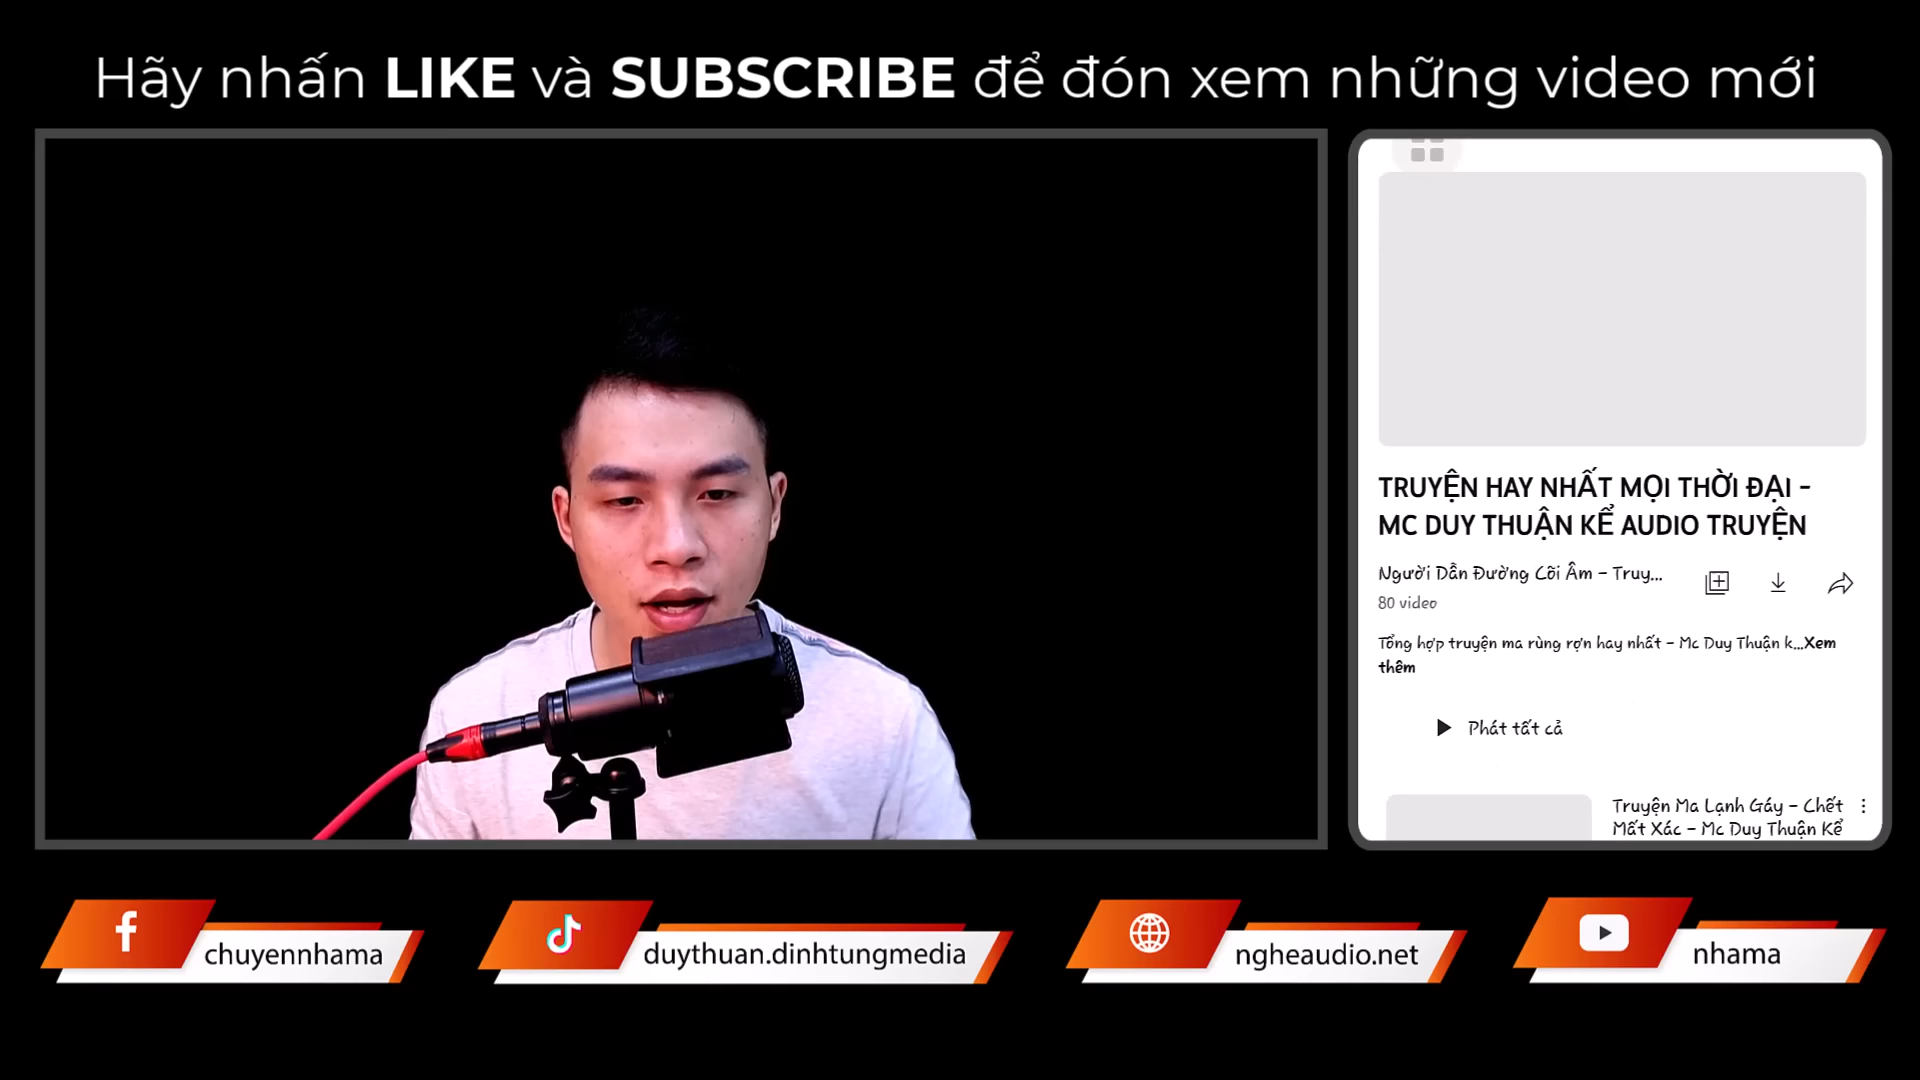 Hãy nhấn LIKE và SUBSCRIBE để đón xem những video mới
TRUYỆN HAY NHẤT MỌI THỜI ĐẠI -
MC DUY THUẬN KỂ AUDIO TRUYỆN
Người Dẫn Đường Cõi Âm - Truy...
80 video
Tổng hợp truyện ma rùng rợn hay nhất - Mc Duy Thuận k...Xem
thêm
Phát tất cả
Truyện Ma Lạnh Gáy - Chết
Mất Xác - Mc Duy Thuận Kể
chuyennhama
duythuan.dinhtungmedia
ngheaudio.net
nhama